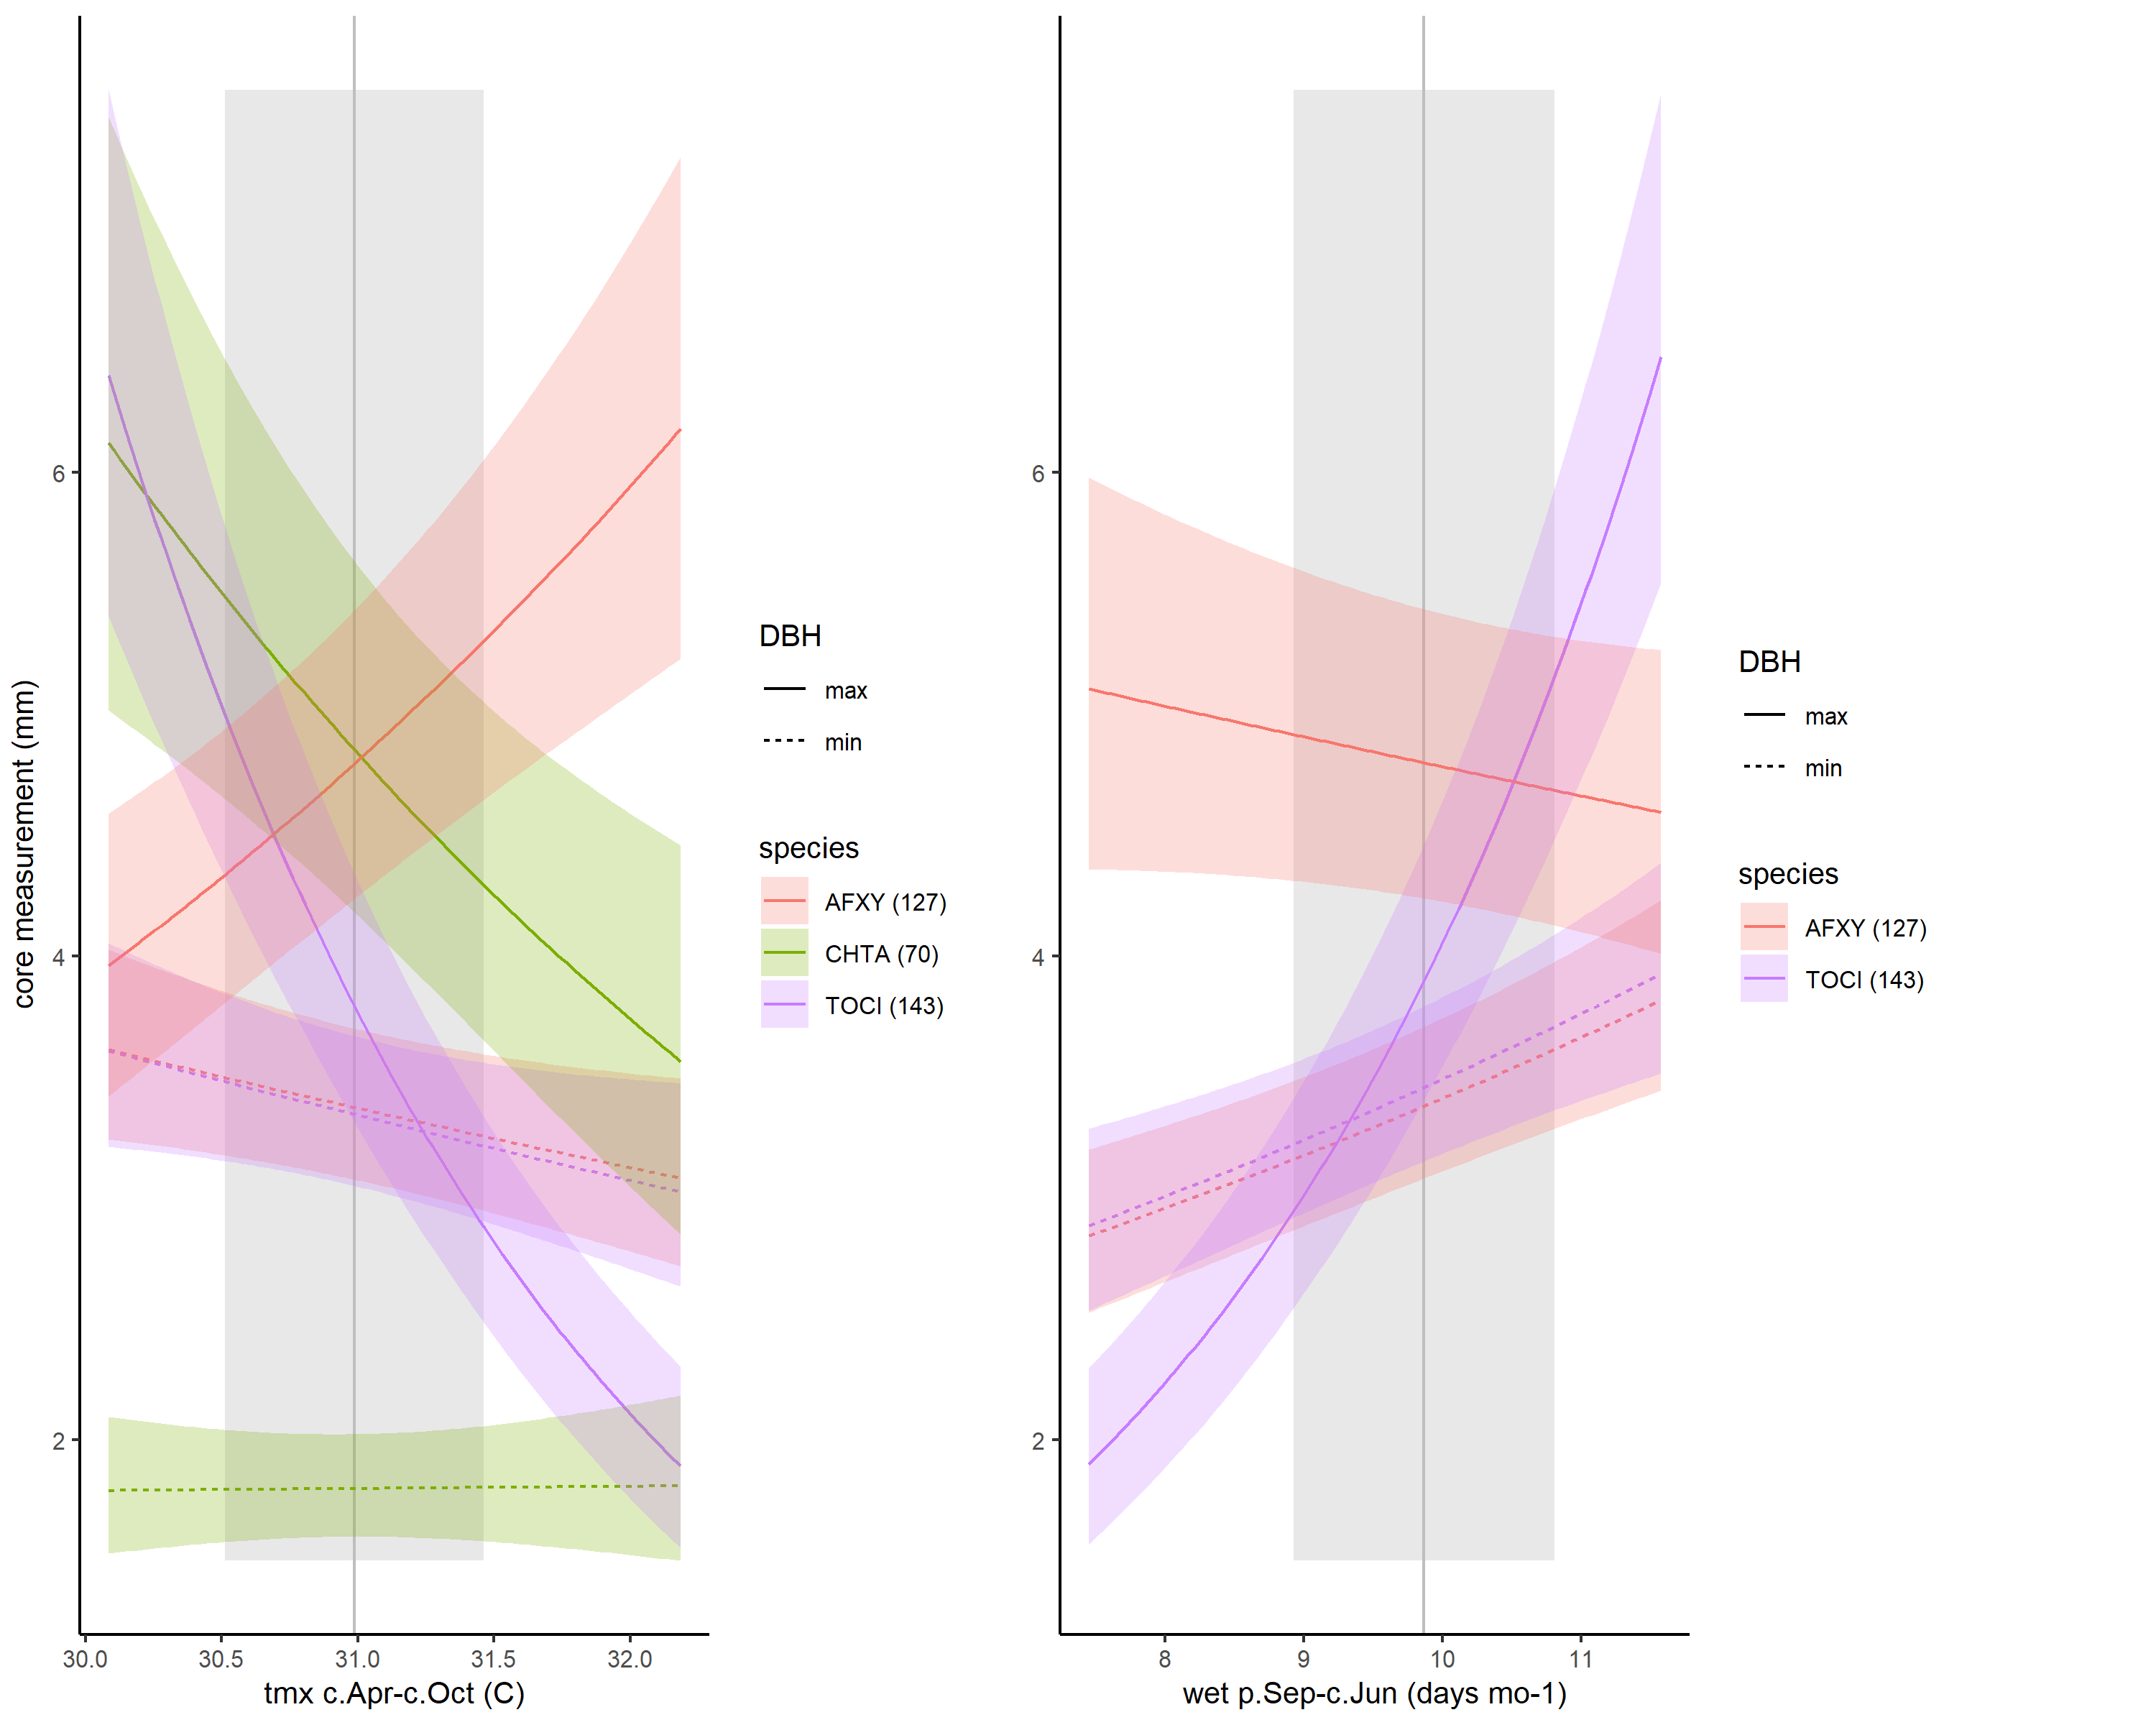 core measurement (mm)
6
4
2
30.0 30.5 31.0 31.5 32.0
tmx c.Apr-c.Oct (C)
DBH
max
min
species
AFXY (127)
CHTA (70)
TOCI (143)
6
4
2
8 9 10 11
wet p.Sep-c.Jun (days mo-1)
DBH
max
min
species
AFXY (127)
TOCI (143)